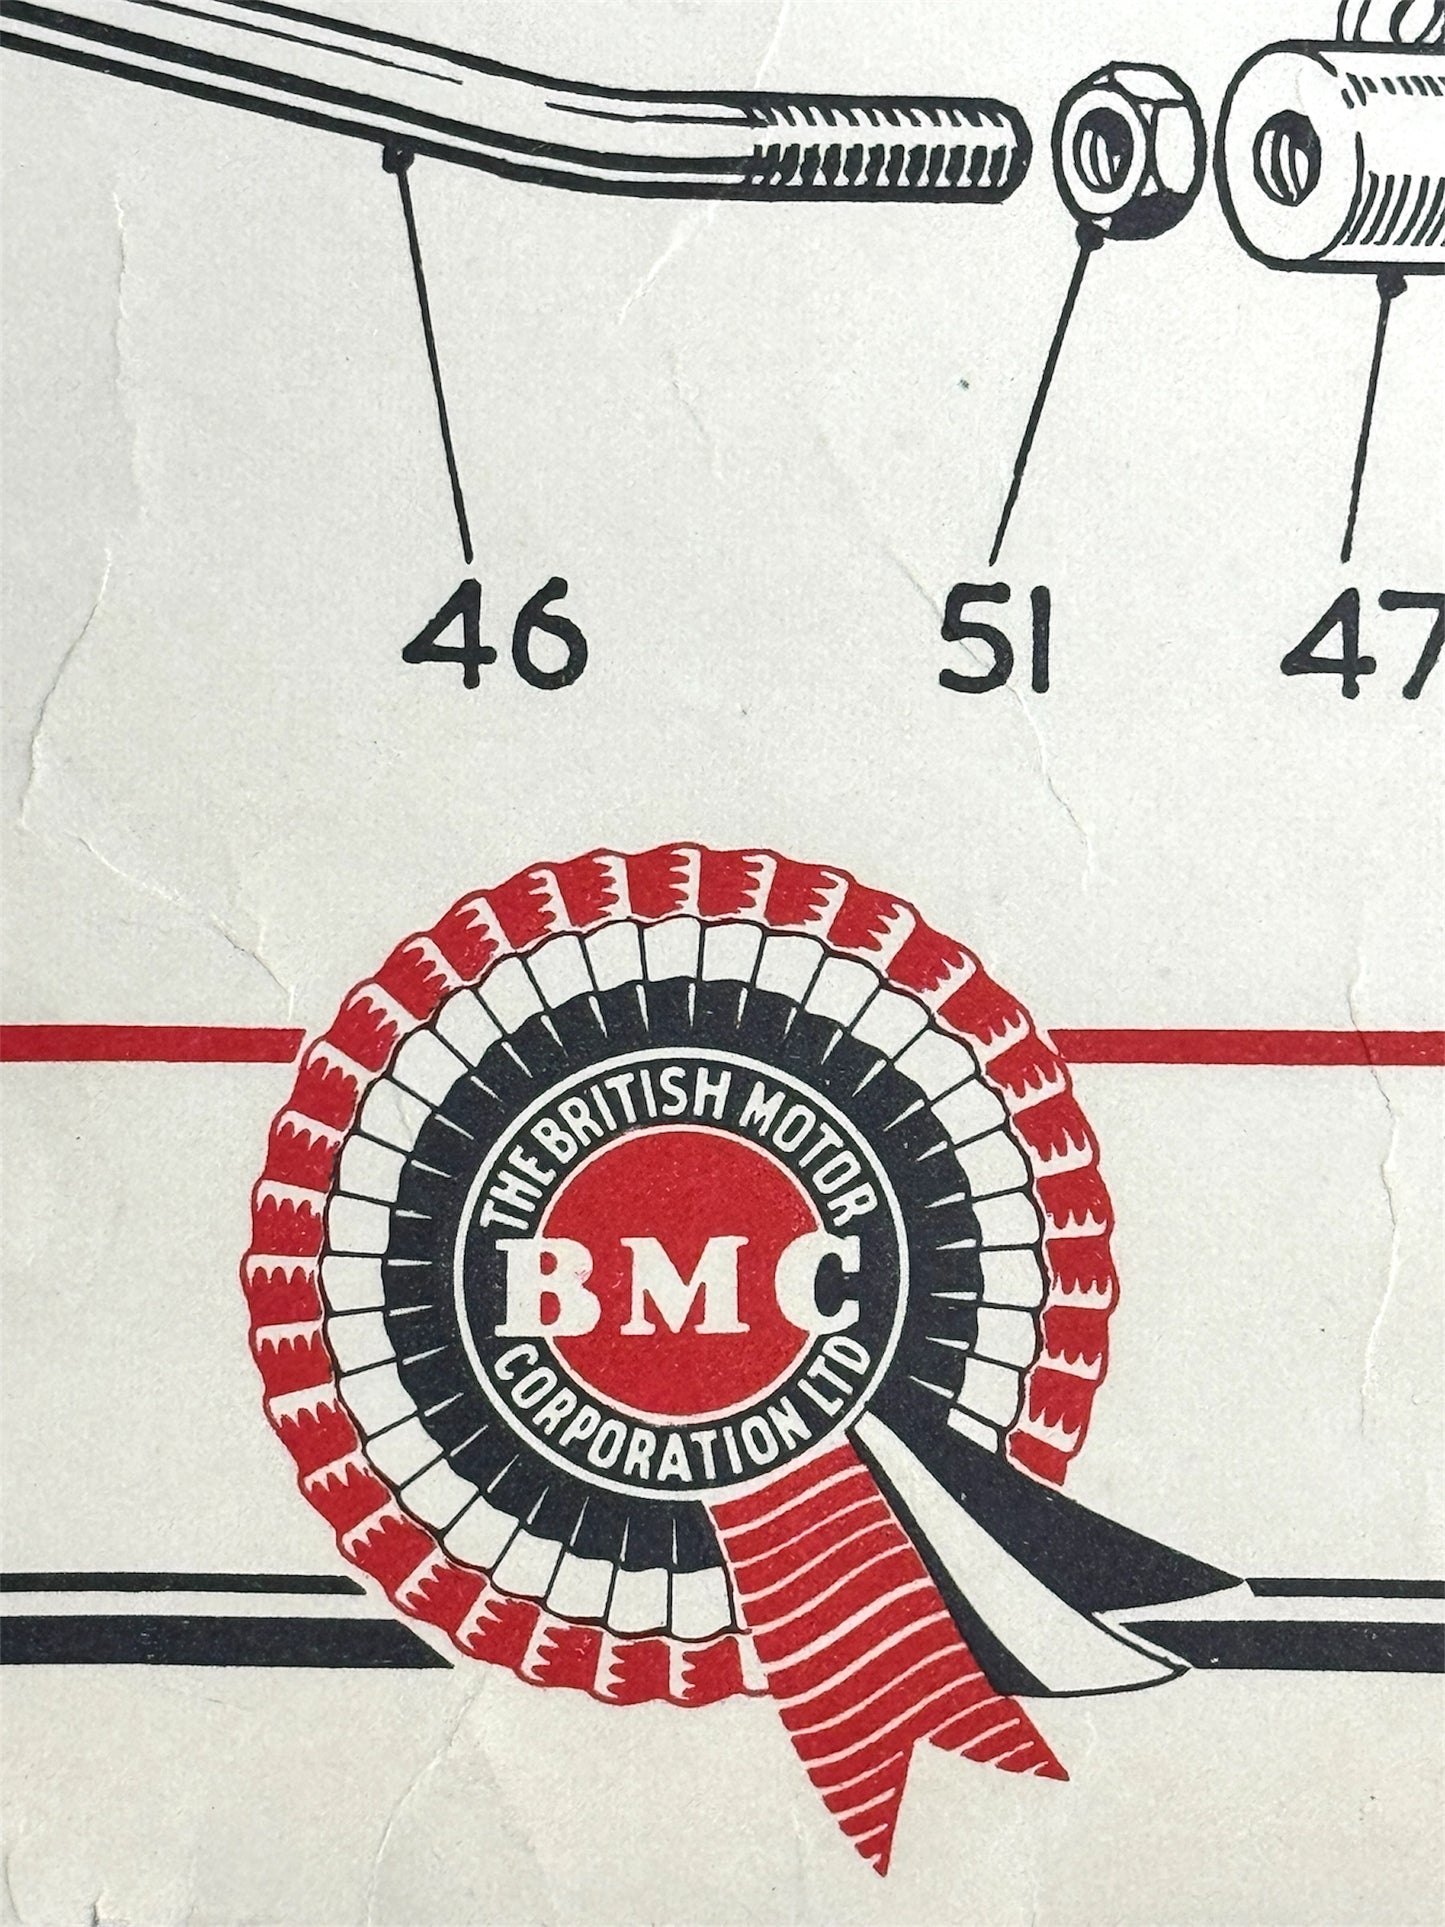 46 51 47
THE BRITISH MOTOR
BMC
CORPORATION LTD